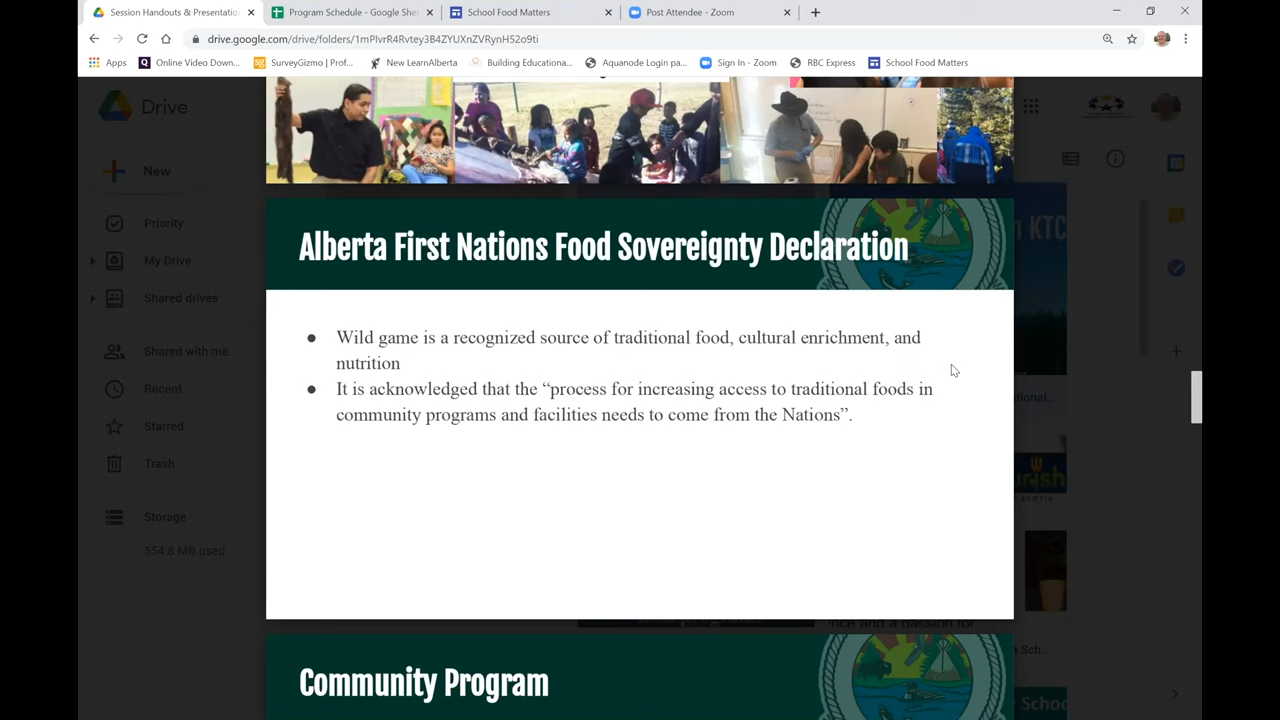 Session Handouts & Presentatio
Program Schedule - Google She
School Food Matters
Post Attendee - Zoom
drive.google.com/drive/folders/1mPlvrR4Rvtey3B4ZYUXnZVRynH52o9ti
Apps
Online Video Down...
SurveyGizmo | Prof...
New LearnAlberta
Building Educationa...
Aquanode Login pa...
Sign In - Zoom
RBC Express
School Food Matters
Drive
New
Priority
My Drive
Shared drives
Shared with me
Recent
Starred
Trash
Storage
554.8 MB used
Alberta First Nations Food Sovereignty Declaration
● Wild game is a recognized source of traditional food, cultural enrichment, and
nutrition
● It is acknowledged that the “process for increasing access to traditional foods in
community programs and facilities needs to come from the Nations”.
Community Program
n KTC